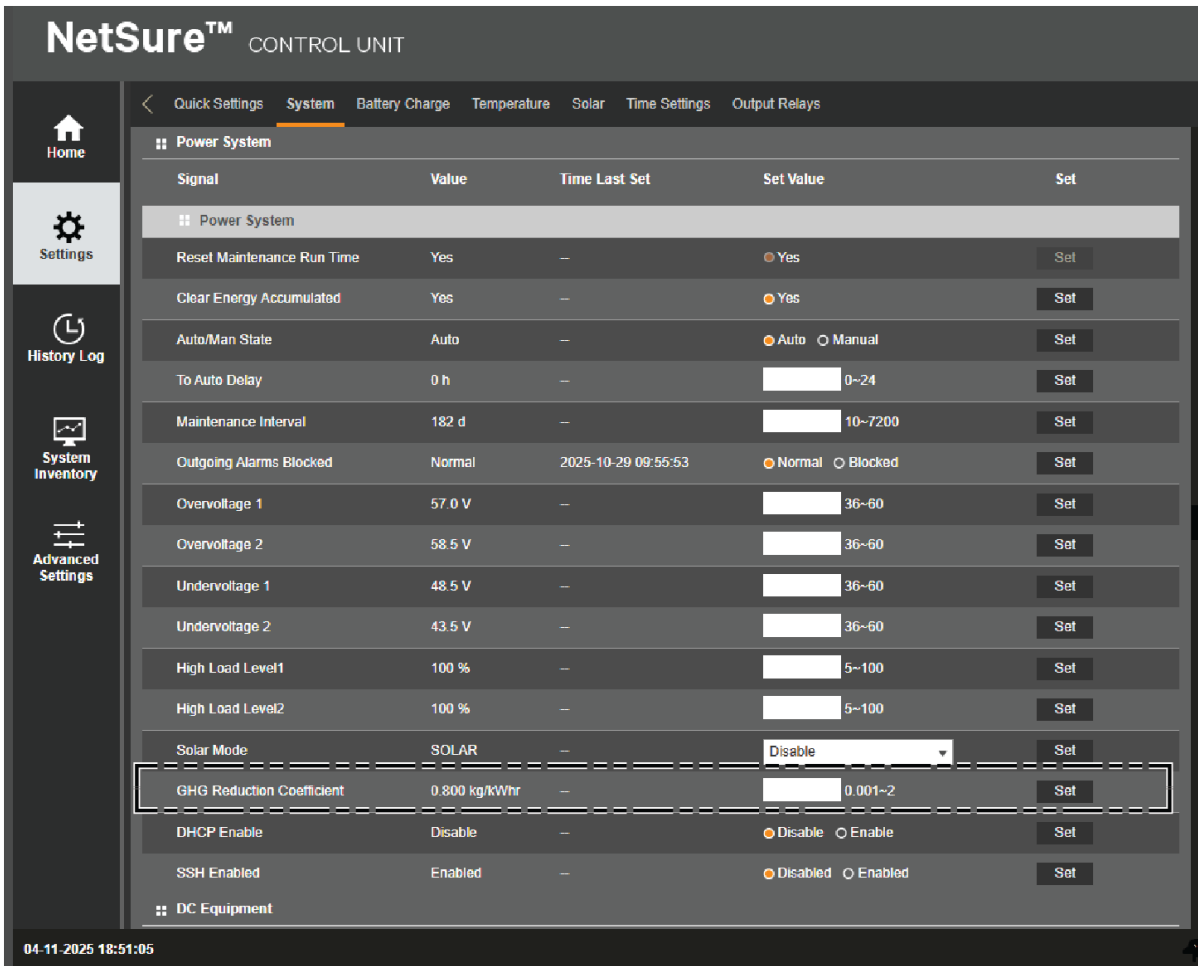 NetSure™ CONTROL UNIT
Quick Settings System Battery Charge Temperature Solar Time Settings Output Relays
Home
Settings
History Log
System
Inventory
Advanced
Settings
Power System
Signal Value Time Last Set Set Value Set
Power System
Reset Maintenance Run Time Yes -- Yes Set
Clear Energy Accumulated Yes -- Yes Set
Auto/Man State Auto -- Auto Manual Set
To Auto Delay 0 h -- 0~24 Set
Maintenance Interval 182 d -- 10~7200 Set
Outgoing Alarms Blocked Normal 2025-10-29 09:55:53 Normal Blocked Set
Overvoltage 1 57.0 V -- 36~60 Set
Overvoltage 2 58.5 V -- 36~60 Set
Undervoltage 1 48.5 V -- 36~60 Set
Undervoltage 2 43.5 V -- 36~60 Set
High Load Level1 100 % -- 5~100 Set
High Load Level2 100 % -- 5~100 Set
Solar Mode SOLAR -- Disable Set
GHG Reduction Coefficient 0.800 kg/kWhr -- 0.001~2 Set
DHCP Enable Disable -- Disable Enable Set
SSH Enabled Enabled -- Disabled Enabled Set
DC Equipment
04-11-2025 18:51:05